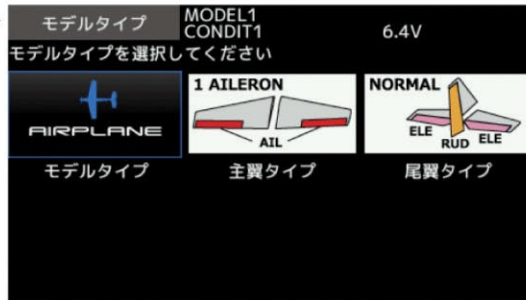 モデルタイプ
MODEL1
CONDIT1
6.4V
モデルタイプを選択してください
AIRPLANE
1 AILERON
AIL
NORMAL
ELE
RUD
ELE
モデルタイプ
主翼タイプ
尾翼タイプ